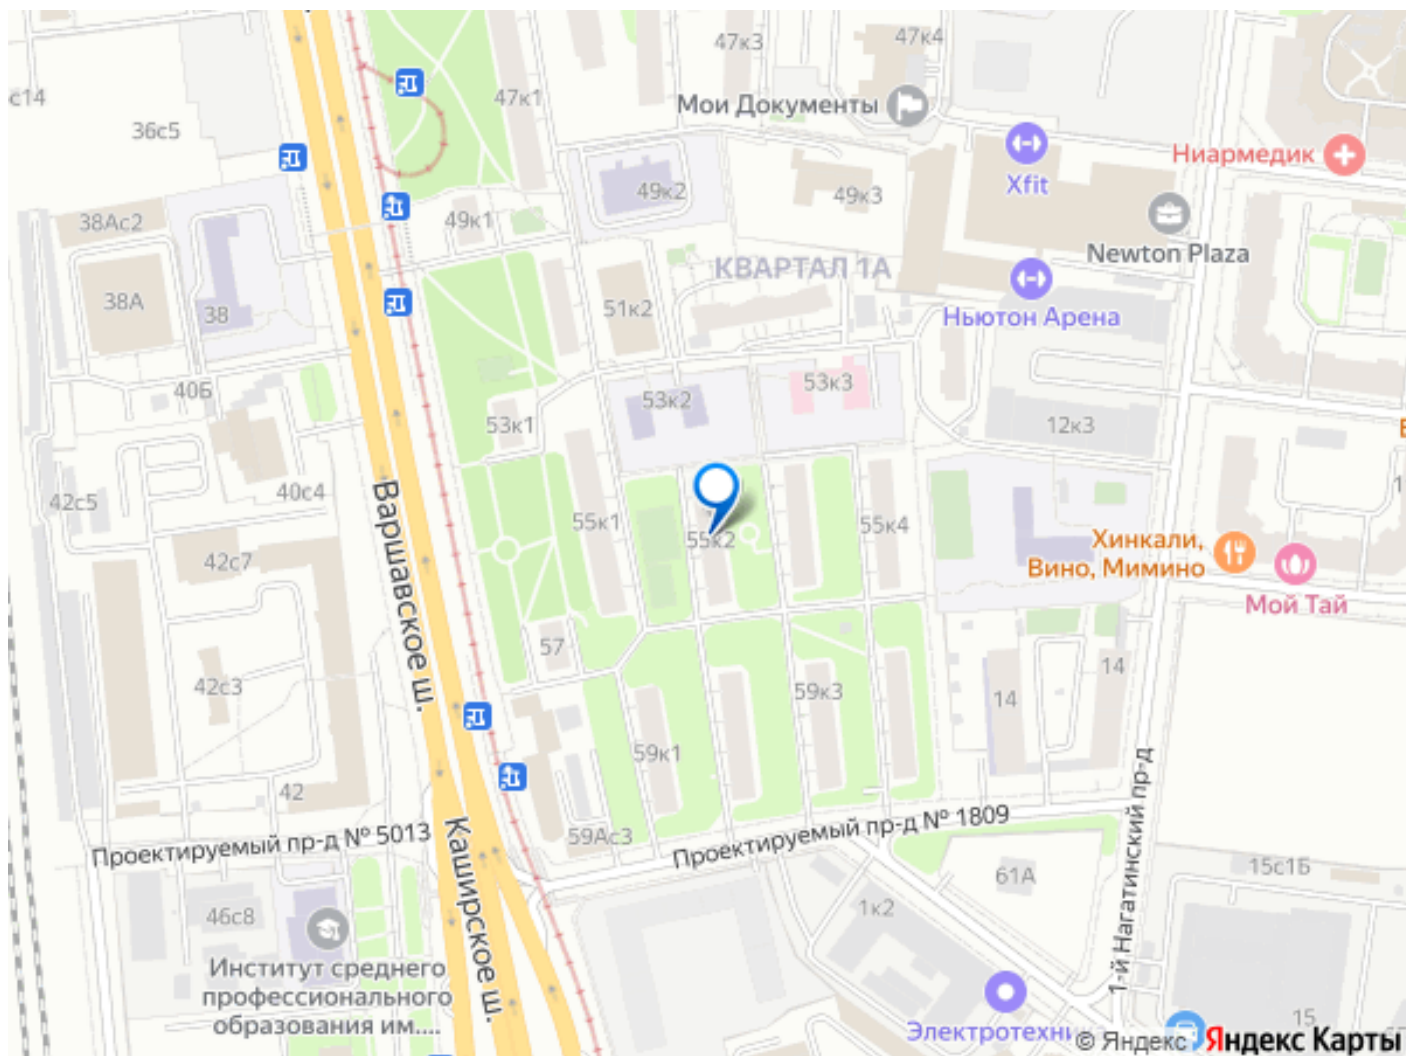 47к3
47к4
с14
47к1
Мои Документы
36с5
Ниармедик
Xfit
49к2
49к3
38Ас2
49к1
Newton Plaza
КВАРТАЛ 1А
38А
38
51к2
Ньютон Арена
40Б
53к2
53к3
53к1
12к3
42с5
40с4
Варшавское ш.
55к1
55к2
55к4
Хинкали,
Вино, Мимино
42с7
Мой Тай
57
42с3
14
14
59к3
59к1
42
Проектируемый пр-д № 5013
59Ас3
Проектируемый пр-д № 1809
1-й Нагатинский пр-д
Каширское ш.
61А
15с1Б
46с8
1к2
Институт среднего
профессионального
образования им....
15
Электротехни
© Яндекс Яндекс Карты